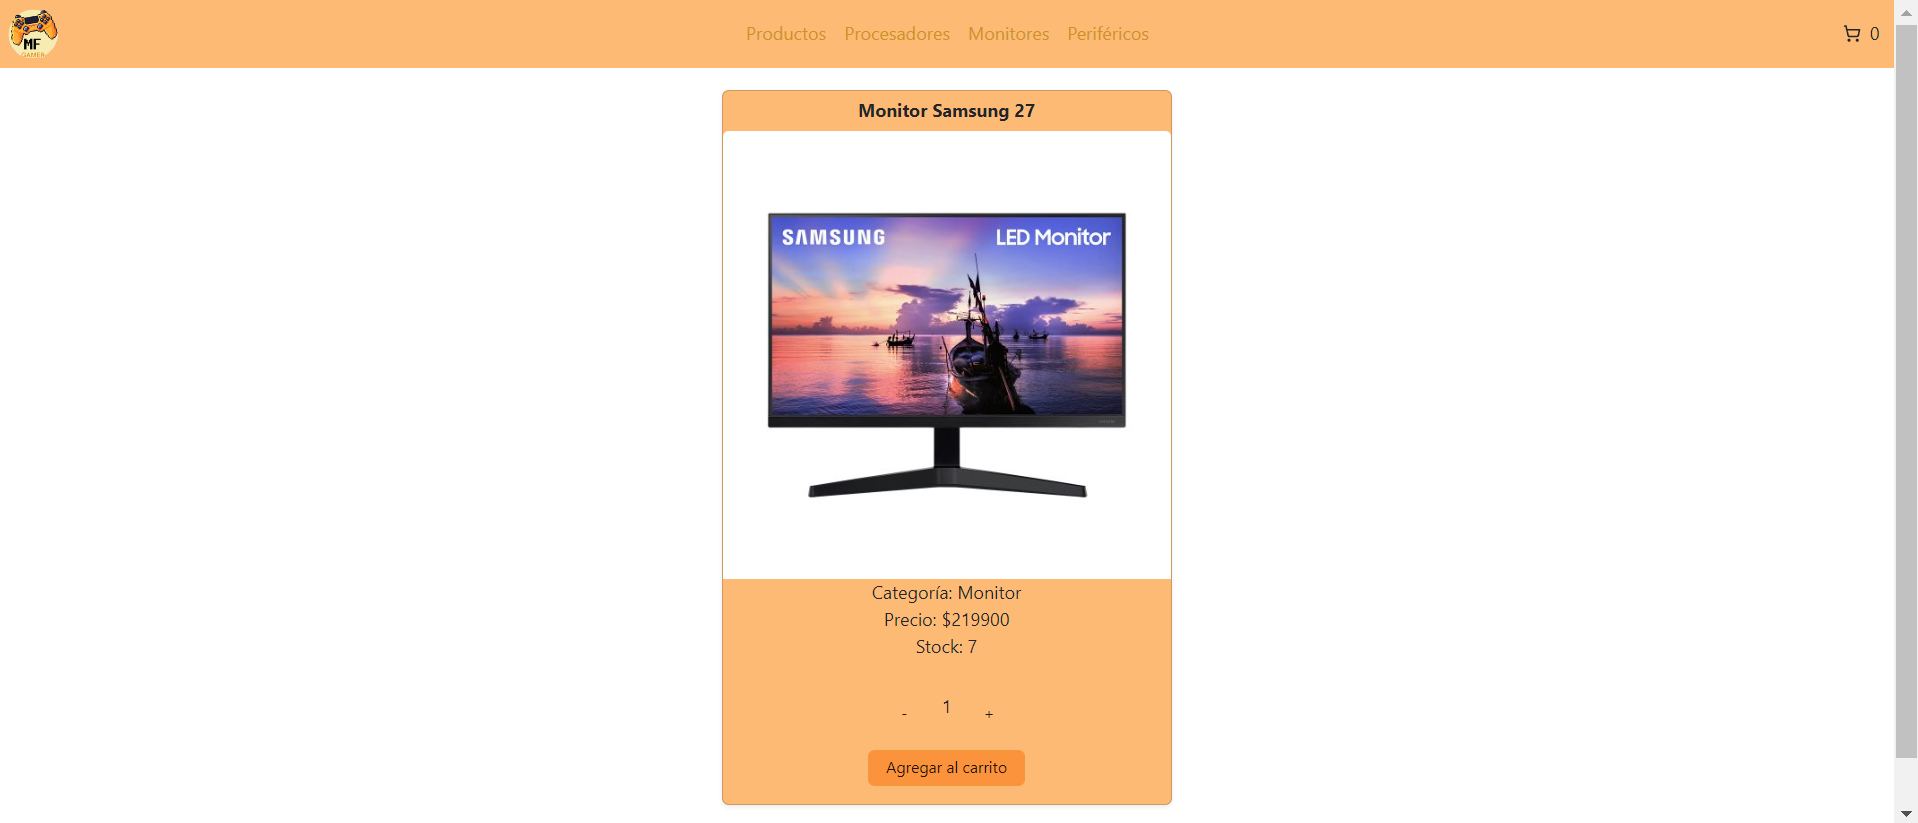 MF
GAMER
Productos Procesadores Monitores Periféricos
0
Monitor Samsung 27
SAMSUNG LED Monitor
Categoría: Monitor
Precio: $219900
Stock: 7
- 1 +
Agregar al carrito